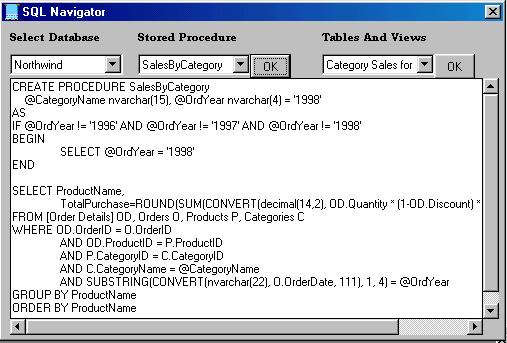 SQL Navigator
Select Database Stored Procedure Tables And Views
Northwind SalesByCategory OK Category Sales for OK
CREATE PROCEDURE SalesByCategory
@CategoryName nvarchar(15), @OrdYear nvarchar(4) = '1998'
AS
IF @OrdYear != '1996' AND @OrdYear != '1997' AND @OrdYear != '1998'
BEGIN
SELECT @OrdYear = '1998'
END
SELECT ProductName,
TotalPurchase=ROUND(SUM(CONVERT(decimal(14,2), OD.Quantity * (1-OD.Discount) *
FROM [Order Details] OD, Orders O, Products P, Categories C
WHERE OD.OrderID = O.OrderID
AND OD.ProductID = P.ProductID
AND P.CategoryID = C.CategoryID
AND C.CategoryName = @CategoryName
AND SUBSTRING(CONVERT(nvarchar(22), O.OrderDate, 111), 1, 4) = @OrdYear
GROUP BY ProductName
ORDER BY ProductName